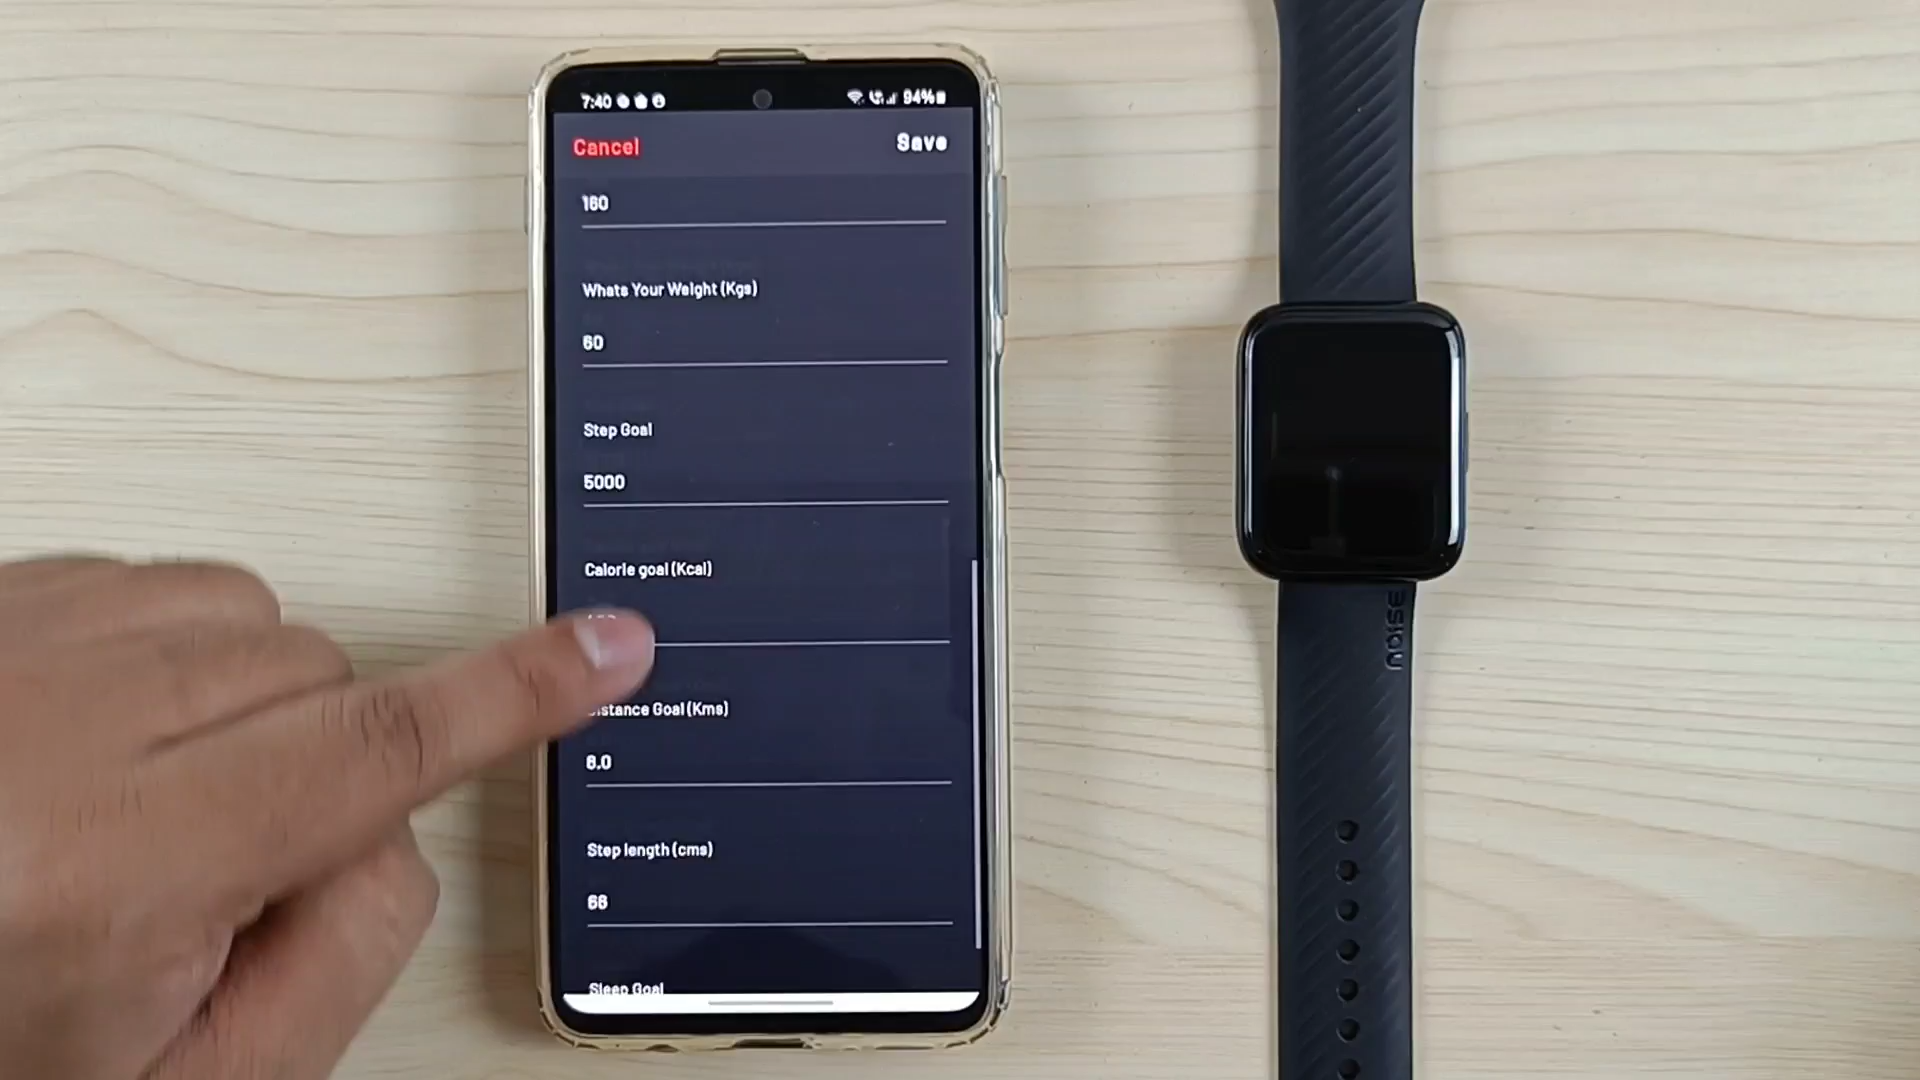 7:40
94%
Cancel
Save
160
Whats Your Weight (Kgs)
60
Step Goal
5000
Calorie goal (Kcal)
Distance Goal (Kms)
6.0
Step length (cms)
66
Sleep Goal
noise